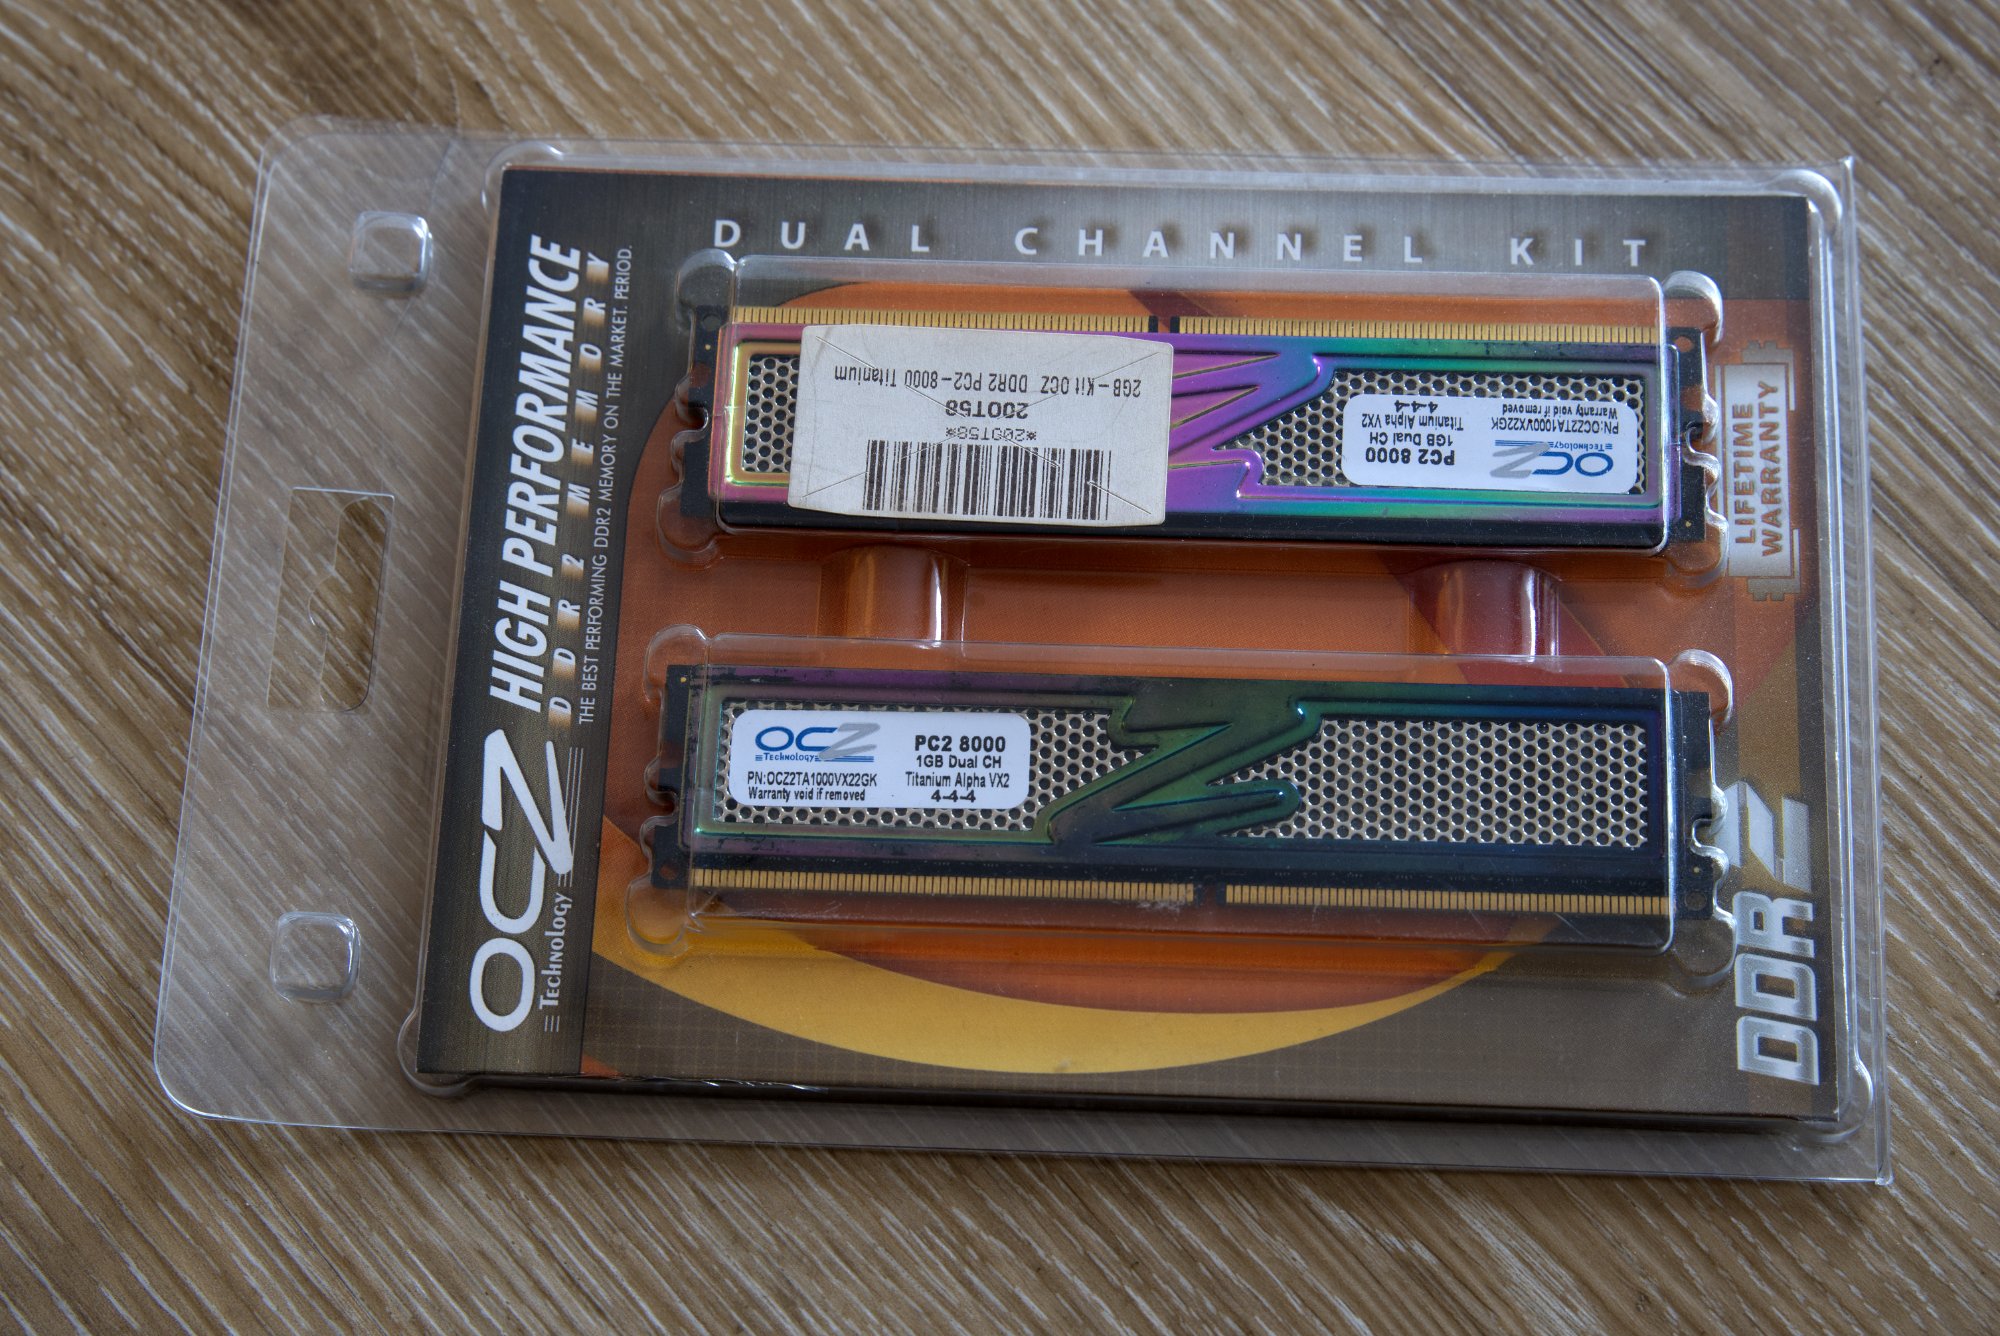 DUAL CHANNEL KIT
OCZ
Technology
HIGH PERFORMANCE
DDR2 MEMORY
THE BEST PERFORMING DDR2 MEMORY ON THE MARKET. PERIOD.
2GB-Kit OCZ DDR2 PC2-8000 Titanium
200T58
*200T58*
OCZ
Technology
PN:OCZ2TA1000VX22GK
Warranty void if removed
PC2 8000
1GB Dual CH
Titanium Alpha VX2
4-4-4
LIFETIME
WARRANTY
OCZ
Technology
PN:OCZ2TA1000VX22GK
Warranty void if removed
PC2 8000
1GB Dual CH
Titanium Alpha VX2
4-4-4
DDR2